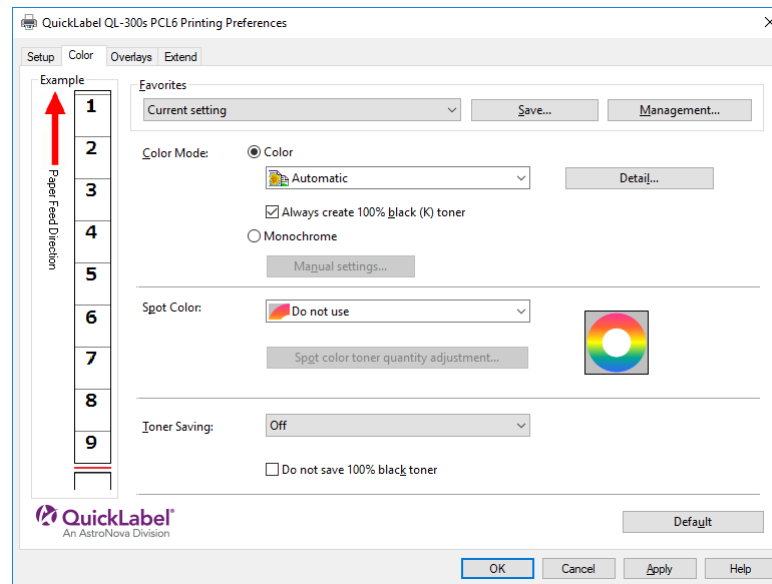 QuickLabel QL-300s PCL6 Printing Preferences
Setup Color Overlays Extend
Example
1
2
3
4
5
6
7
8
9
Paper Feed Direction
Favorites
Current setting Save... Management...
Color Mode: Color
Automatic Detail...
Always create 100% black (K) toner
Monochrome
Manual settings...
Spot Color: Do not use
Spot color toner quantity adjustment...
Toner Saving: Off
Do not save 100% black toner
QuickLabel®
An AstroNova Division
Default
OK Cancel Apply Help